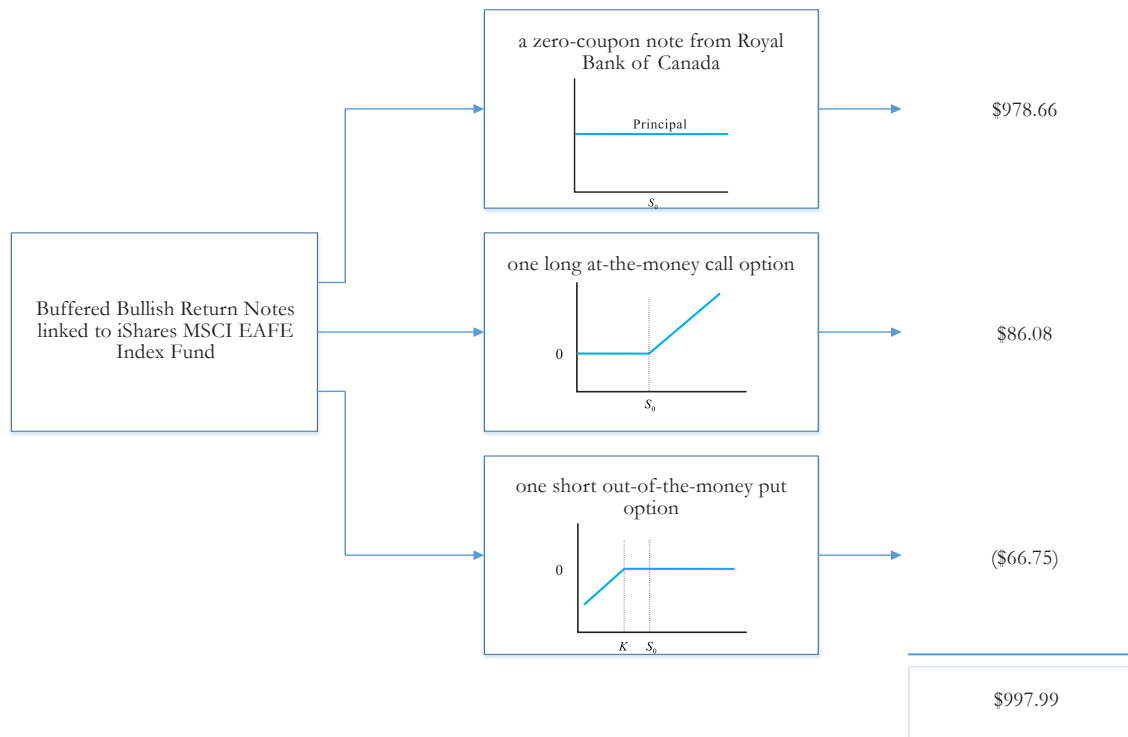 a zero-coupon note from Royal
Bank of Canada
Principal
S₀
$978.66
Buffered Bullish Return Notes
linked to iShares MSCI EAFE
Index Fund
one long at-the-money call option
0
S₀
$86.08
one short out-of-the-money put
option
0
K S₀
($66.75)
$997.99